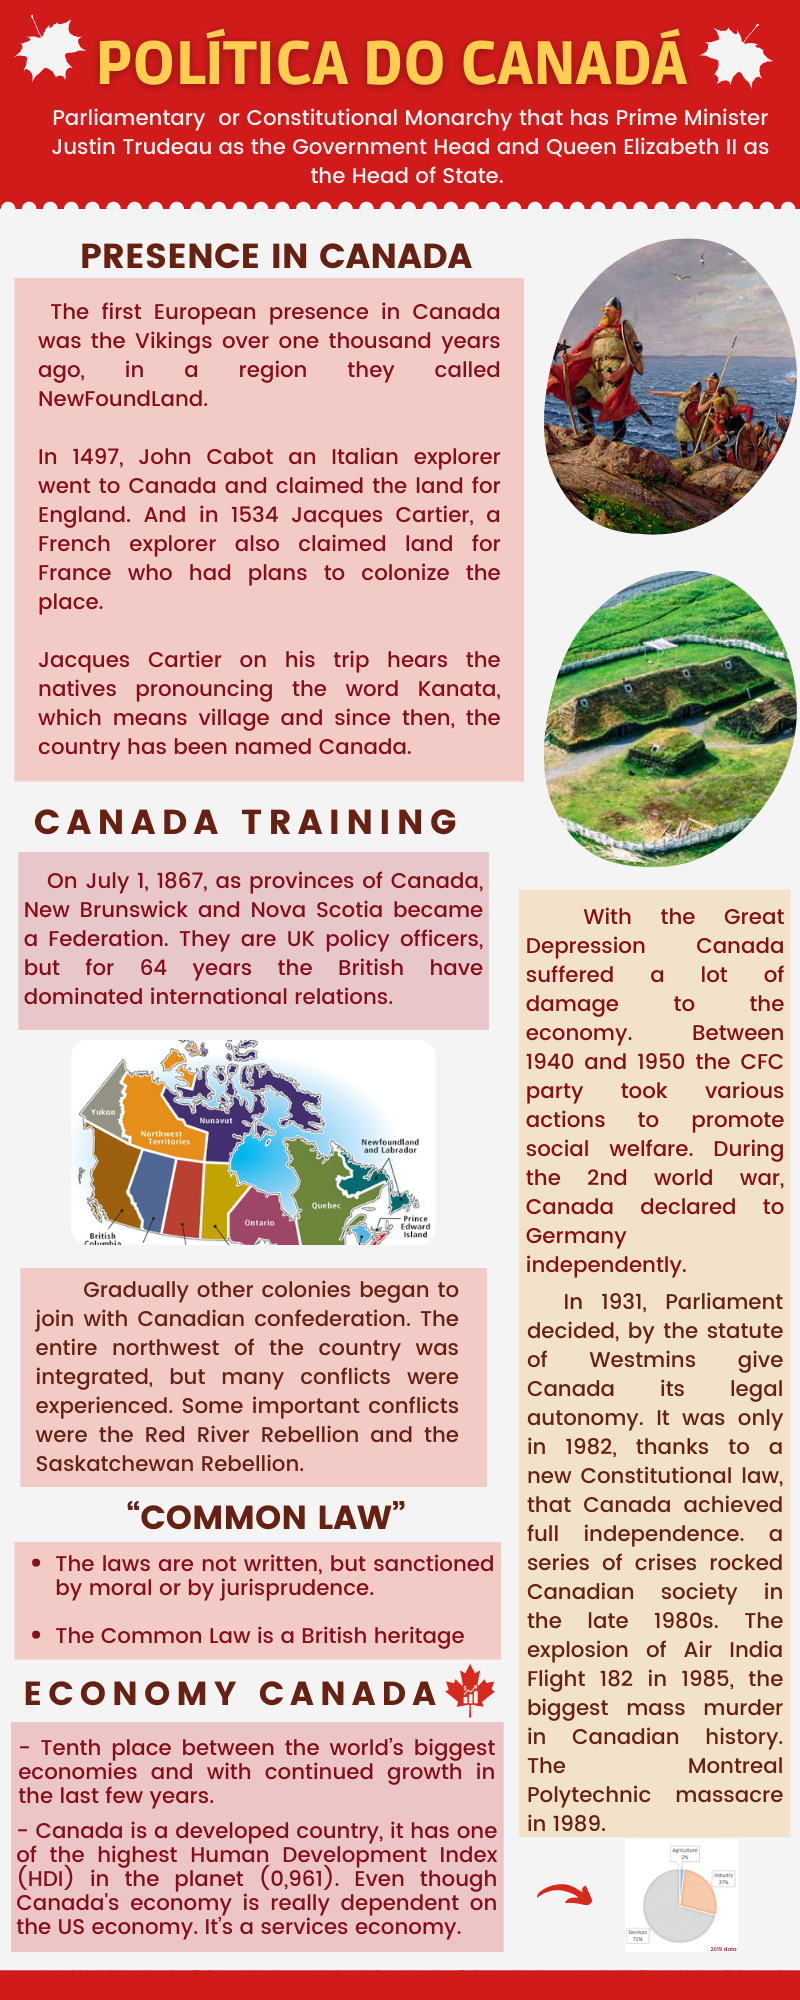 POLÍTICA DO CANADÁ
Parliamentary or Constitutional Monarchy that has Prime Minister
Justin Trudeau as the Government Head and Queen Elizabeth II as
the Head of State.
PRESENCE IN CANADA
The first European presence in Canada
was the Vikings over one thousand years
ago, in a region they called
NewFoundLand.
In 1497, John Cabot an Italian explorer
went to Canada and claimed the land for
England. And in 1534 Jacques Cartier, a
French explorer also claimed land for
France who had plans to colonize the
place.
Jacques Cartier on his trip hears the
natives pronouncing the word Kanata,
which means village and since then, the
country has been named Canada.
CANADA TRAINING
On July 1, 1867, as provinces of Canada,
New Brunswick and Nova Scotia became
a Federation. They are UK policy officers,
but for 64 years the British have
dominated international relations.
Yukon
Northwest
Territories
Nunavut
Newfoundland
and Labrador
Quebec
Ontario
Prince
Edward
Island
British
Columbia
Gradually other colonies began to
join with Canadian confederation. The
entire northwest of the country was
integrated, but many conflicts were
experienced. Some important conflicts
were the Red River Rebellion and the
Saskatchewan Rebellion.
“COMMON LAW”
• The laws are not written, but sanctioned
by moral or by jurisprudence.
• The Common Law is a British heritage
ECONOMY CANADA
- Tenth place between the world's biggest
economies and with continued growth in
the last few years.
- Canada is a developed country, it has one
of the highest Human Development Index
(HDI) in the planet (0,961). Even though
Canada's economy is really dependent on
the US economy. It's a services economy.
With the Great
Depression Canada
suffered a lot of
damage to the
economy. Between
1940 and 1950 the CFC
party took various
actions to promote
social welfare. During
the 2nd world war,
Canada declared to
Germany
independently.
In 1931, Parliament
decided, by the statute
of Westmins give
Canada its legal
autonomy. It was only
in 1982, thanks to a
new Constitutional law,
that Canada achieved
full independence. a
series of crises rocked
Canadian society in
the late 1980s. The
explosion of Air India
Flight 182 in 1985, the
biggest mass murder
in Canadian history.
The Montreal
Polytechnic massacre
in 1989.
Agriculture
2%
Industry
27%
Services
71%
2019 data